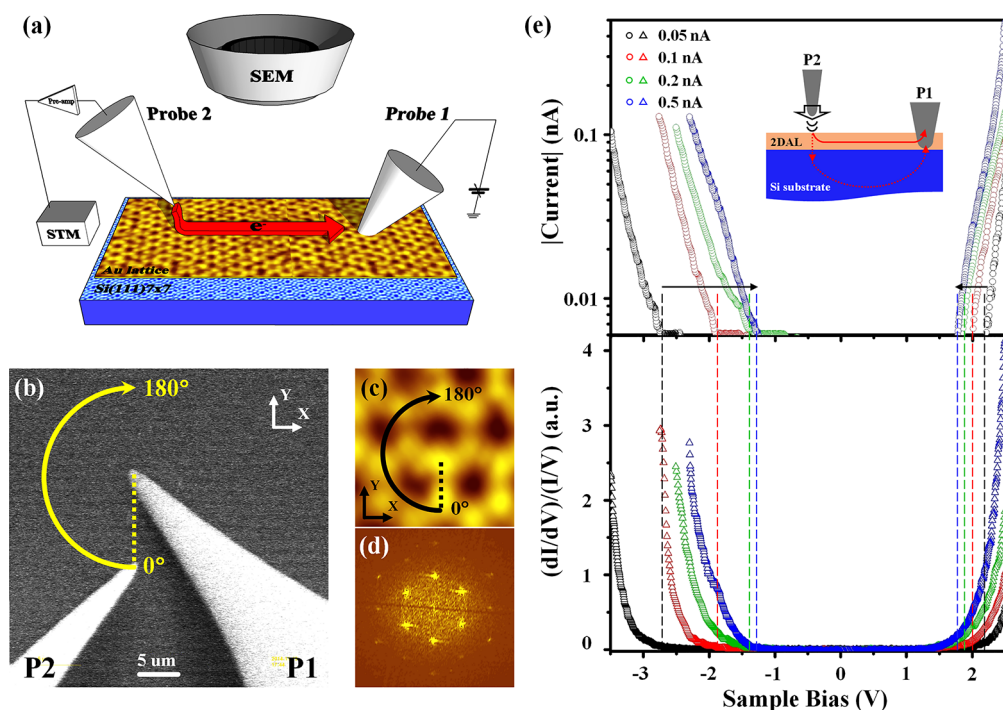 (a)
SEM
Pre-amp
Probe 2
Probe 1
STM
e-
Au lattice
Si(111)7x7
(b)
180°
Y
X
0°
5 um
P2
P1
(c)
180°
Y
X
0°
(d)
(e)
0.05 nA
0.1 nA
0.2 nA
0.5 nA
P2
P1
2DAL
Si substrate
|Current| (nA)
0.1
0.01
(dI/dV)/(I/V) (a.u.)
4
3
2
1
0
-3 -2 -1 0 1 2
Sample Bias (V)